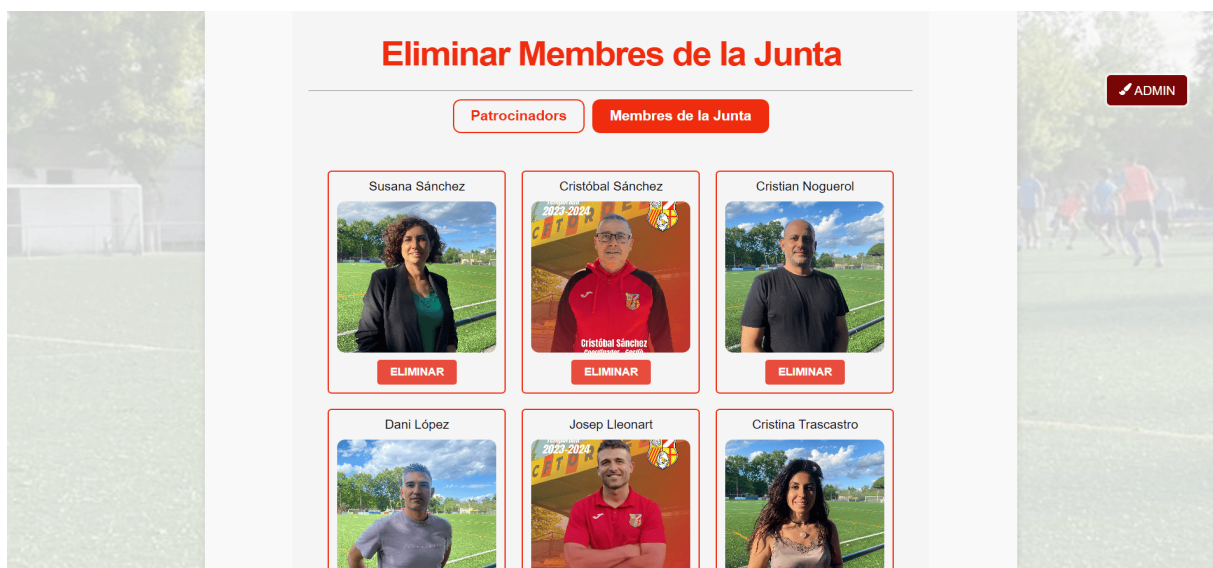 Eliminar Membres de la Junta
ADMIN
Patrocinadors
Membres de la Junta
Susana Sánchez
Cristóbal Sánchez
Cristian Noguerol
2023-2024
Cristóbal Sánchez
ELIMINAR
ELIMINAR
ELIMINAR
Dani López
Josep Lleonart
Cristina Trascastro
2023-2024